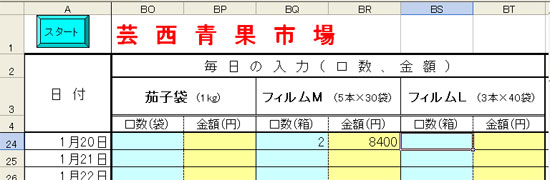 A BO BP BQ BR BS BT
1 スタート 芸西青果市場
2 毎日の入力(口数、金額)
3 日付 茄子袋 (1kg) フィルムM (5本×30袋) フィルムL (3本×40袋)
4 口数(袋) 金額(円) 口数(箱) 金額(円) 口数(箱) 金額(円)
24 1月20日 2 8400
25 1月21日
26 1月22日